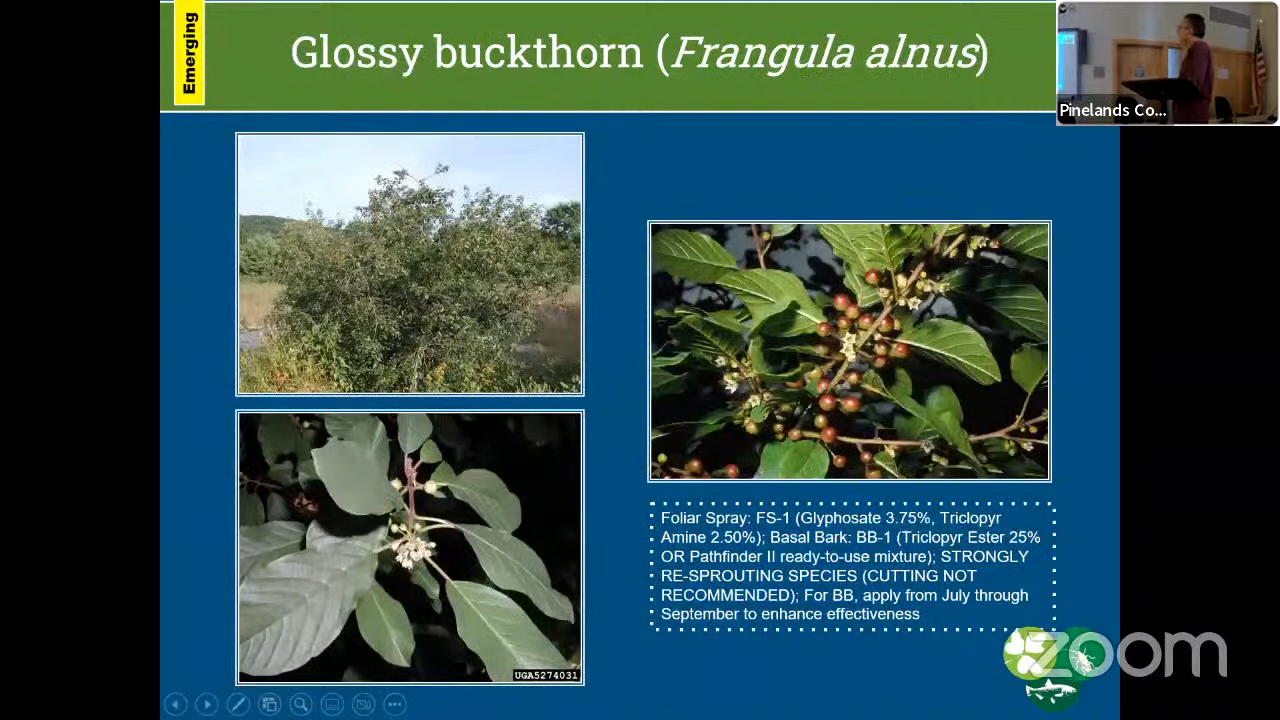 Emerging
Glossy buckthorn (Frangula alnus)
Pinelands Co...
Foliar Spray: FS-1 (Glyphosate 3.75%, Triclopyr
Amine 2.50%); Basal Bark: BB-1 (Triclopyr Ester 25%
OR Pathfinder II ready-to-use mixture); STRONGLY
RE-SPROUTING SPECIES (CUTTING NOT
RECOMMENDED); For BB, apply from July through
September to enhance effectiveness
UGA5274031
zoom